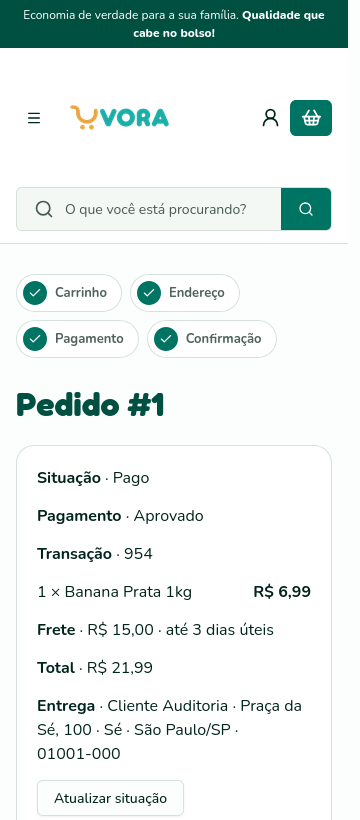 Economia de verdade para a sua família. Qualidade que
cabe no bolso!
VORA
O que você está procurando?
Carrinho
Endereço
Pagamento
Confirmação
Pedido #1
Situação · Pago
Pagamento · Aprovado
Transação · 954
1 × Banana Prata 1kg R$ 6,99
Frete · R$ 15,00 · até 3 dias úteis
Total · R$ 21,99
Entrega · Cliente Auditoria · Praça da
Sé, 100 · Sé · São Paulo/SP ·
01001-000
Atualizar situação